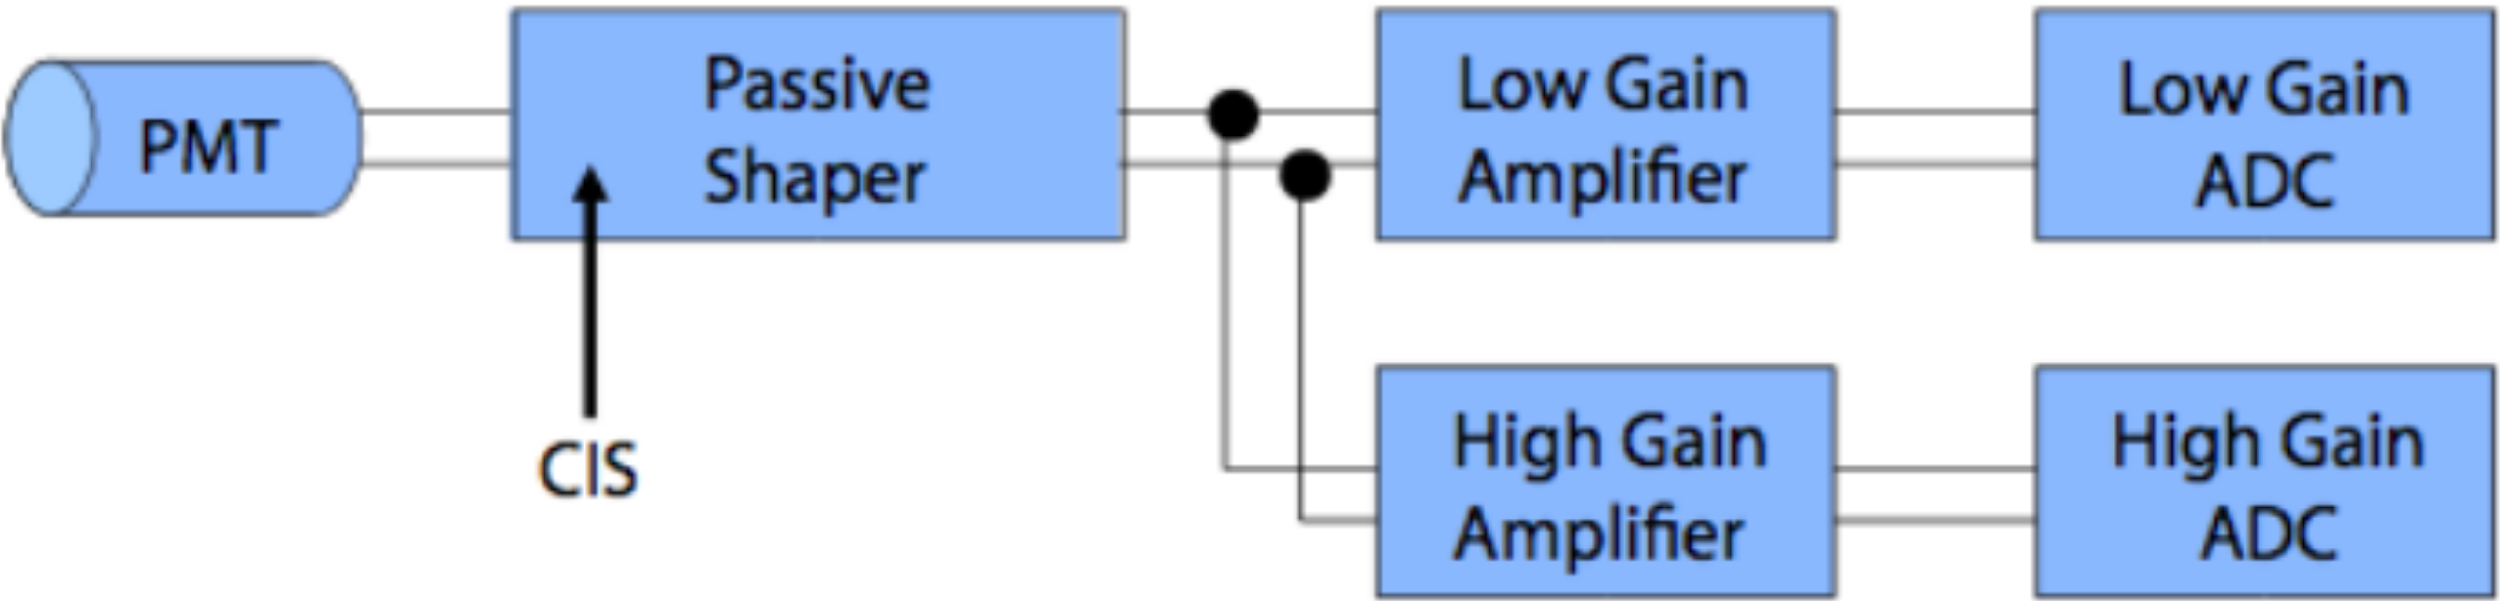 PMT
Passive
Shaper
CIS
Low Gain
Amplifier
Low Gain
ADC
High Gain
Amplifier
High Gain
ADC